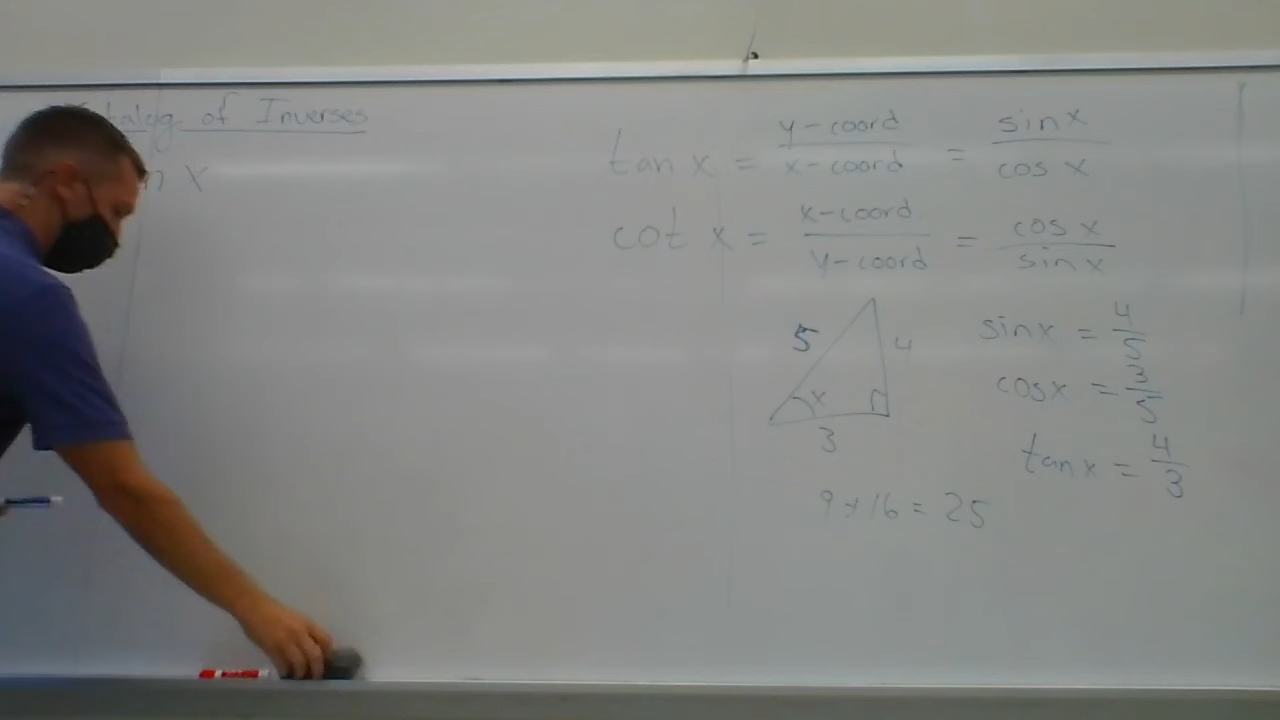 of Inverses
x
tan x = y-coord / x-coord = sin x / cos x
cot x = x-coord / y-coord = cos x / sin x
5
4
x
3
sin x = 4/5
cos x = 3/5
tan x = 4/3
9 + 16 = 25